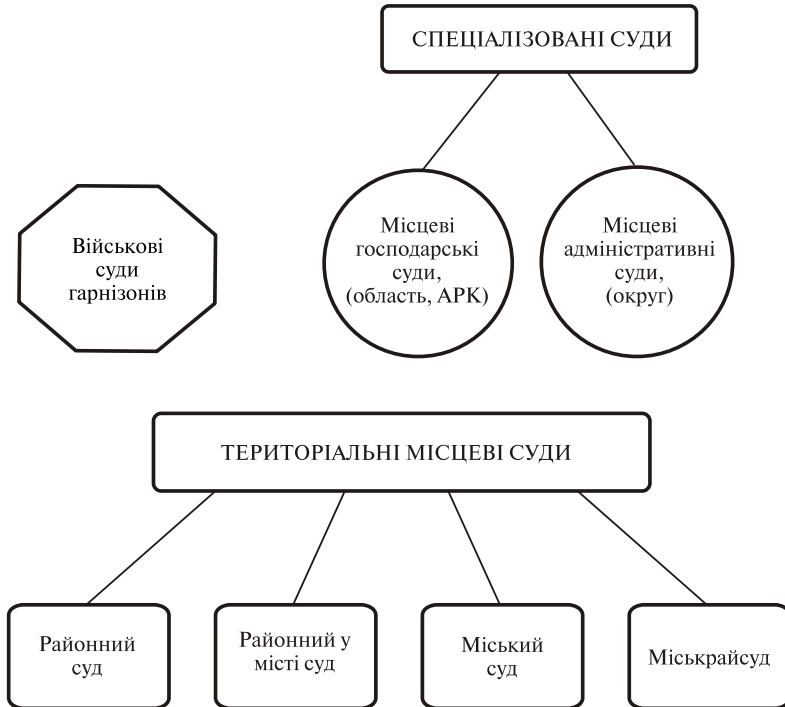 СПЕЦІАЛІЗОВАНІ СУДИ
Військові
суди
гарнізонів
Місцеві
господарські
суди,
(область, АРК)
Місцеві
адміністративні
суди,
(округ)
ТЕРИТОРІАЛЬНІ МІСЦЕВІ СУДИ
Районний
суд
Районний у
місті суд
Міський
суд
Міськрайсуд